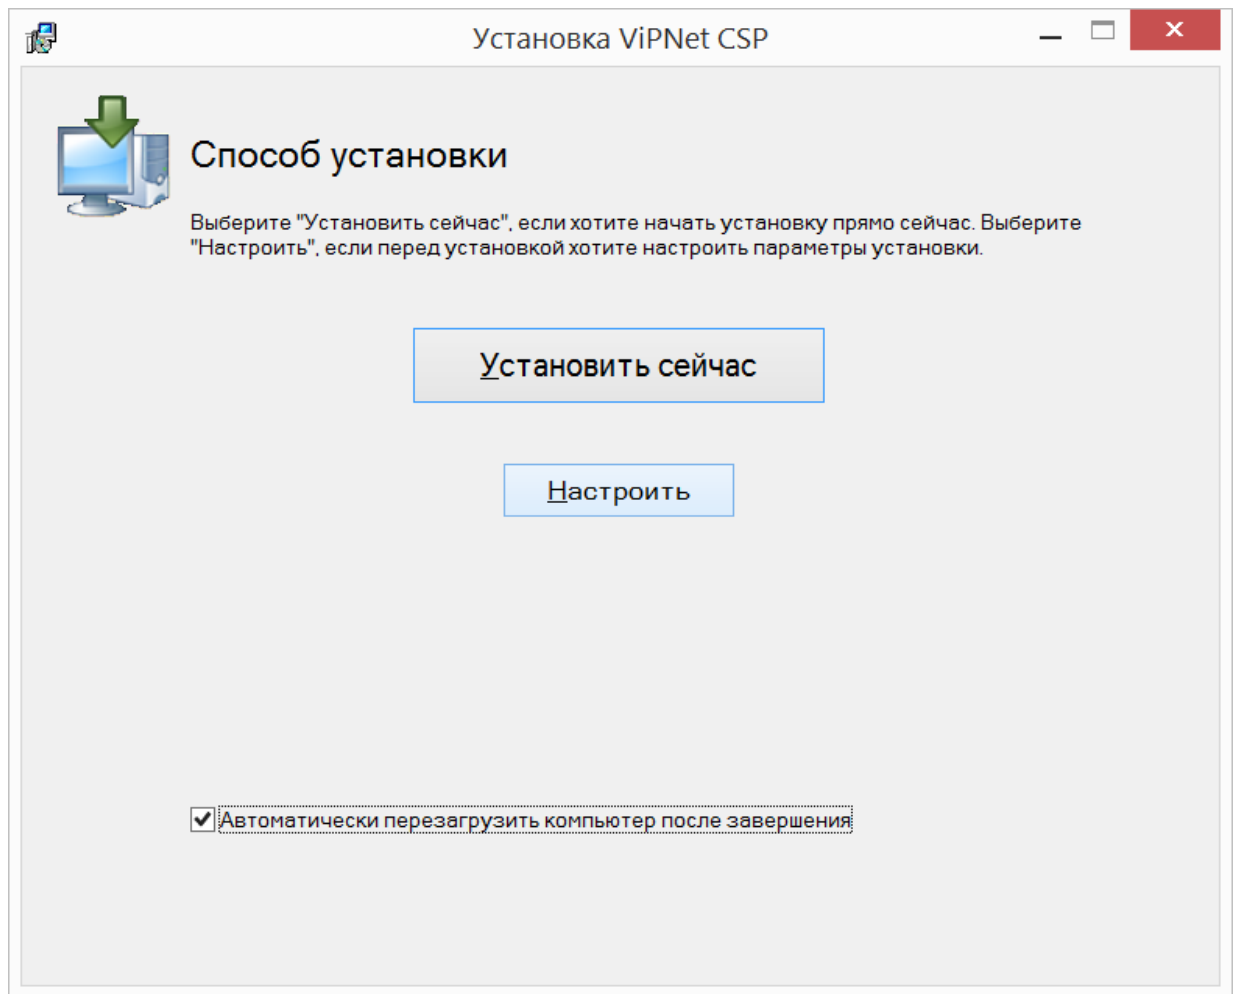 Установка ViPNet CSP
Способ установки
Выберите "Установить сейчас", если хотите начать установку прямо сейчас. Выберите
"Настроить", если перед установкой хотите настроить параметры установки.
Установить сейчас
Настроить
Автоматически перезагрузить компьютер после завершения